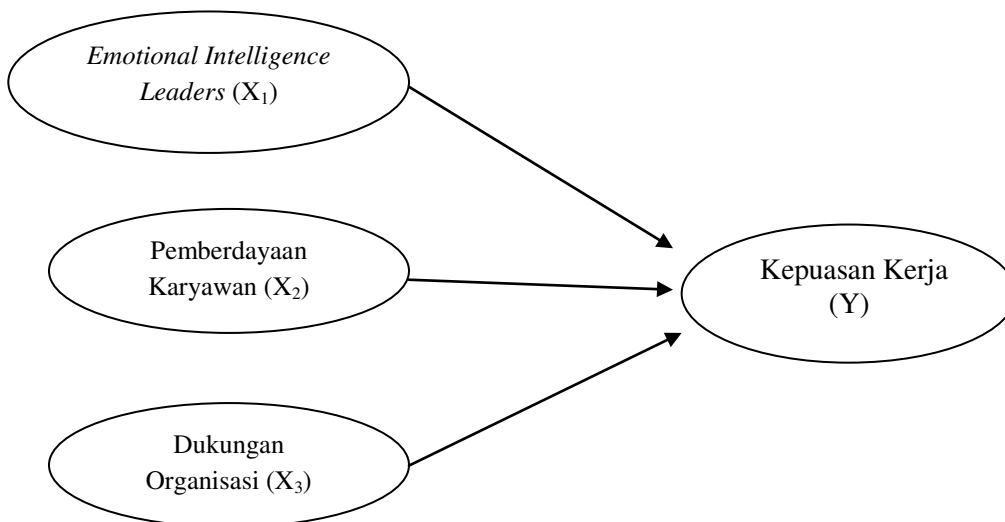 Emotional Intelligence
Leaders (X₁)
Pemberdayaan
Karyawan (X₂)
Kepuasan Kerja
(Y)
Dukungan
Organisasi (X₃)